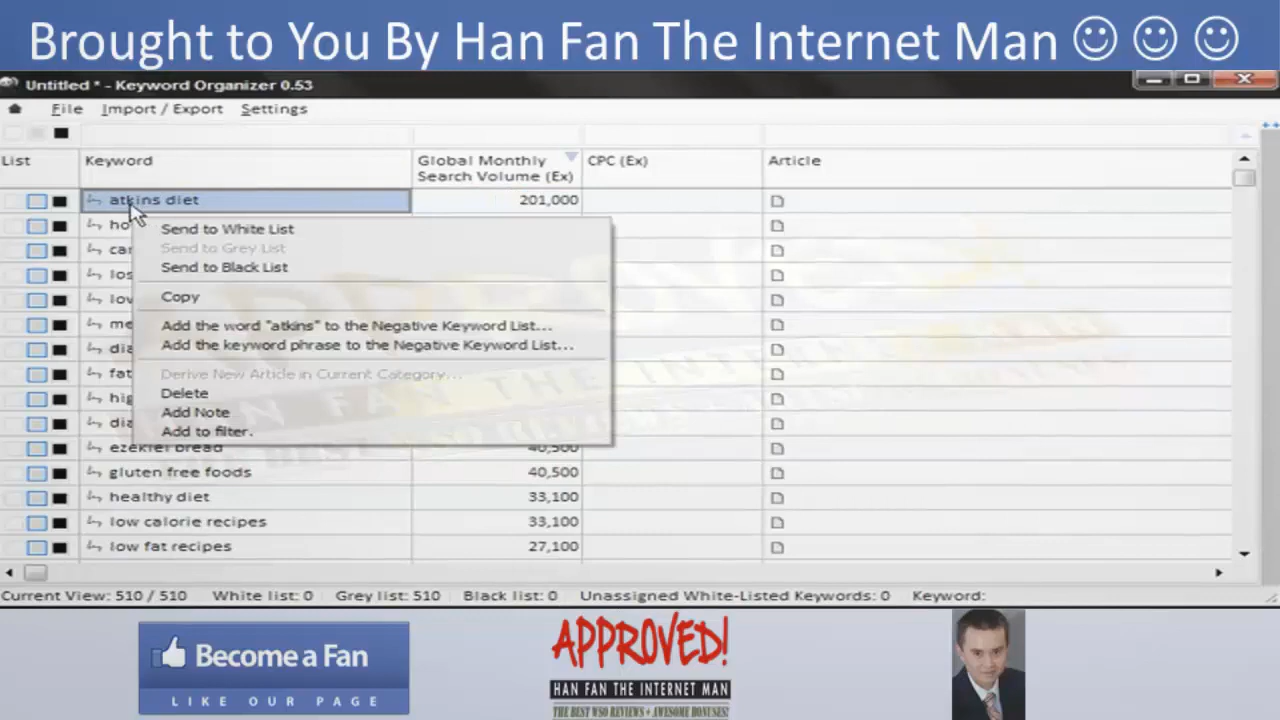 Brought to You By Han Fan The Internet Man ☺ ☺ ☺
Untitled * - Keyword Organizer 0.53
File Import / Export Settings
List Keyword Global Monthly Search Volume (Ex) CPC (Ex) Article
atkins diet 201,000
Send to White List
Send to Grey List
Send to Black List
Copy
Add the word "atkins" to the Negative Keyword List...
Add the keyword phrase to the Negative Keyword List...
Derive New Article in Current Category...
Delete
Add Note
Add to filter.
ezekiel bread 40,500
gluten free foods 40,500
healthy diet 33,100
low calorie recipes 33,100
low fat recipes 27,100
Current View: 510 / 510 White list: 0 Grey list: 510 Black list: 0 Unassigned White-Listed Keywords: 0 Keyword:
Become a Fan
LIKE OUR PAGE
APPROVED!
HAN FAN THE INTERNET MAN
THE BEST WSO REVIEWS + AWESOME BONUSES!